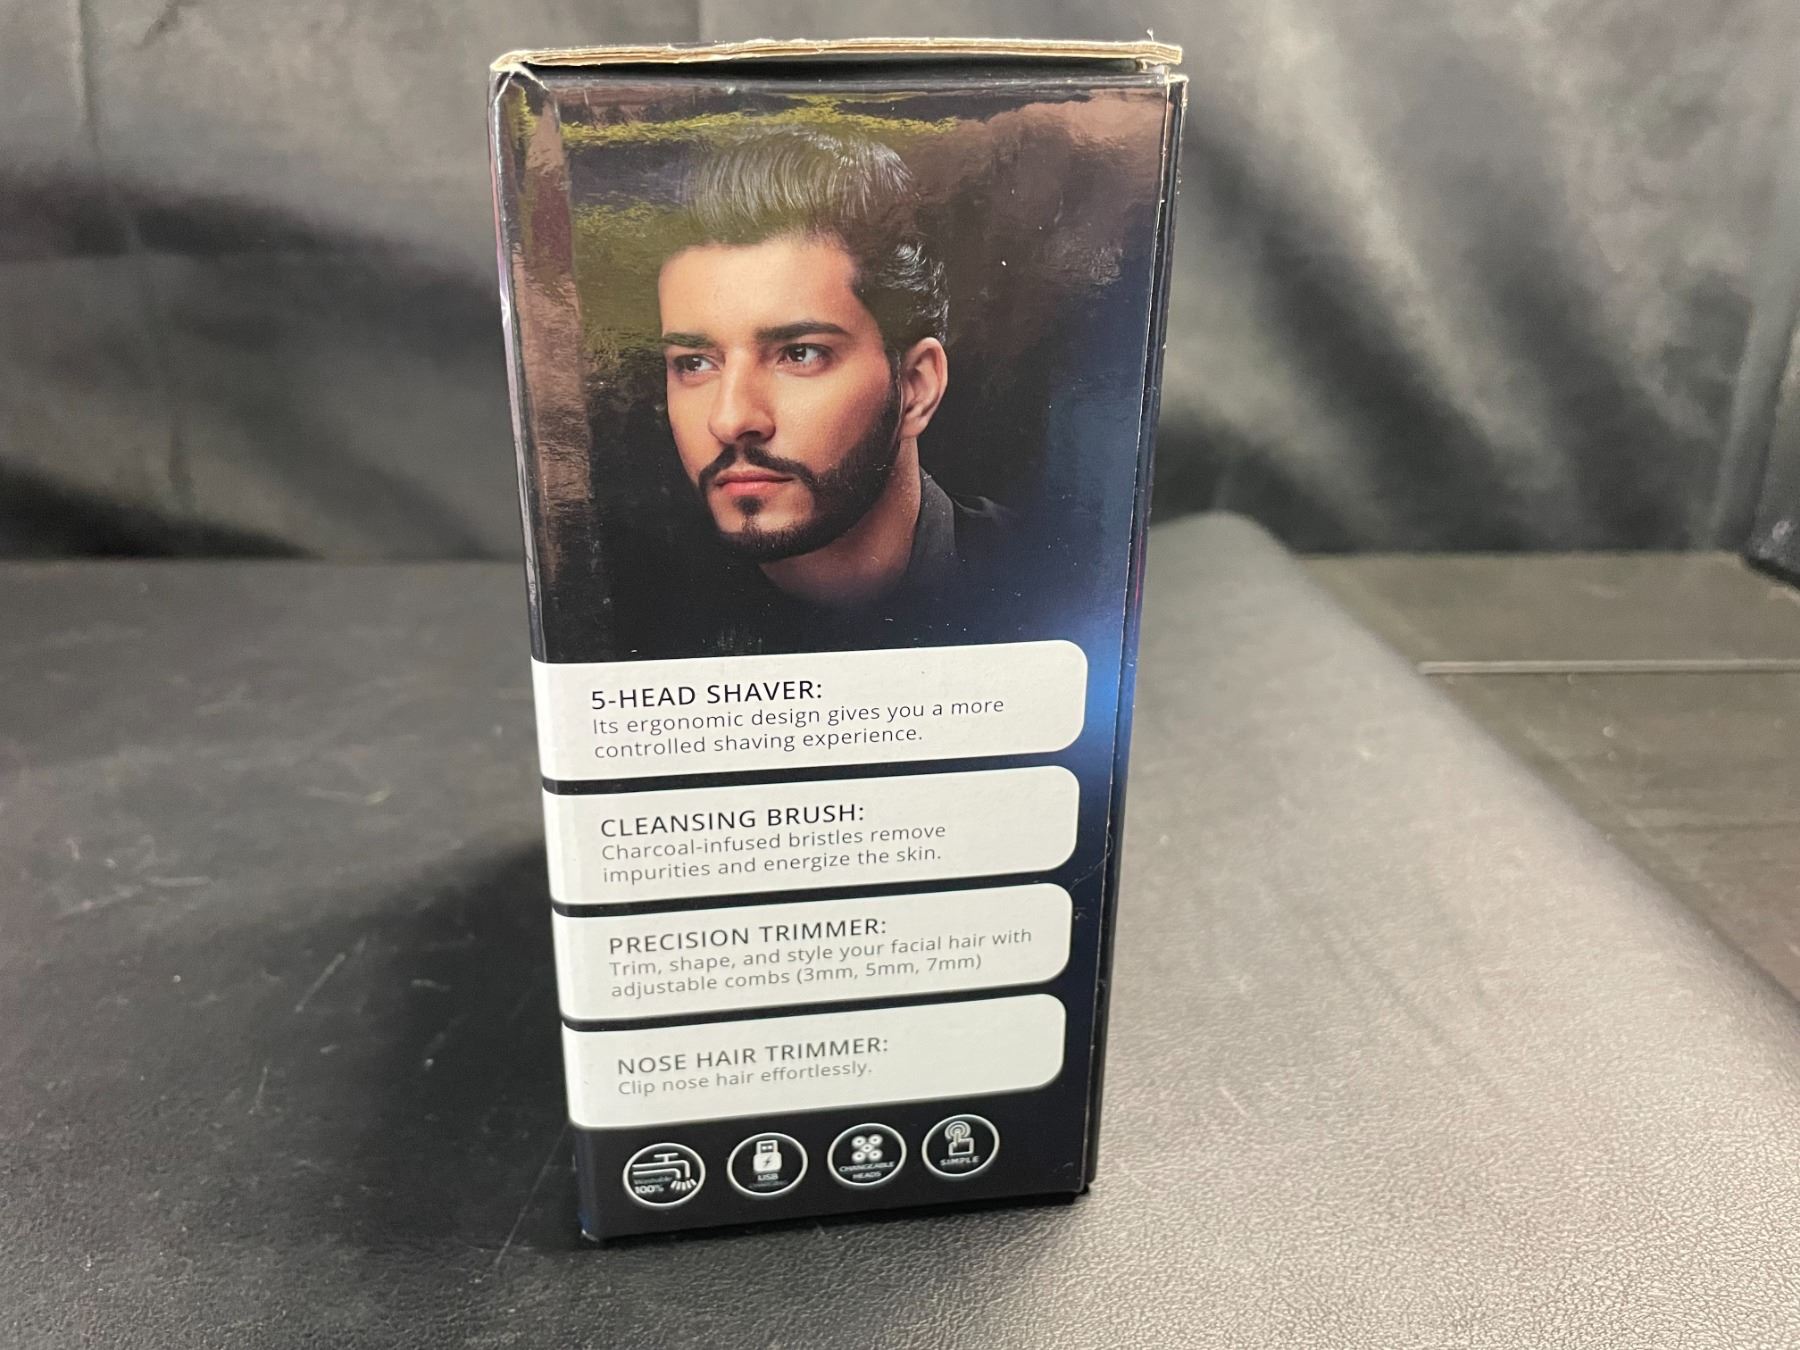 5-HEAD SHAVER:
Its ergonomic design gives you a more
controlled shaving experience.
CLEANSING BRUSH:
Charcoal-infused bristles remove
impurities and energize the skin.
PRECISION TRIMMER:
Trim, shape, and style your facial hair with
adjustable combs (3mm, 5mm, 7mm)
NOSE HAIR TRIMMER:
Clip nose hair effortlessly.
Washable
100%
USB
CHANGEABLE
HEADS
SIMPLE